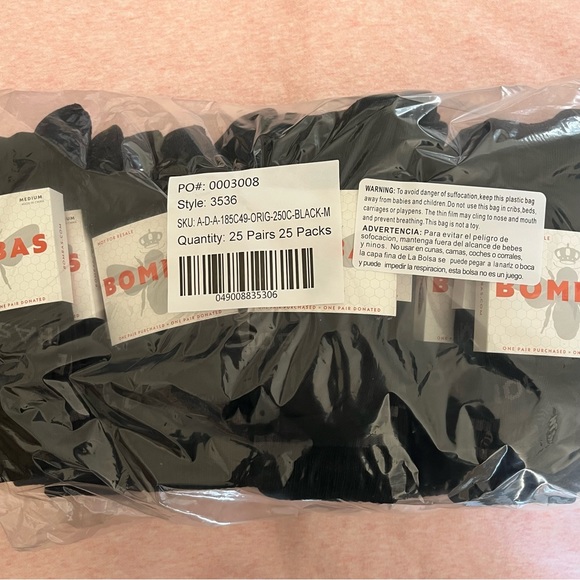 MEDIUM
BAS
ONE PAIR DONATED
MEDIUM
NOT FOR RESALE
BOMB
ONE PAIR PURCHASED = ONE PAIR DONATED
PO#: 0003008
Style: 3536
SKU: A-D-A-185C49-ORIG-250C-BLACK-M
Quantity: 25 Pairs 25 Packs
049008835306
WARNING: To avoid danger of suffocation,keep this plastic bag
away from babies and children.Do not use this bag in cribs,beds,
carriages or playpens. The thin film may cling to nose and mouth
and prevent breathing.This bag is not a toy.
ADVERTENCIA: Para evitar el peligro de
sofocacion, mantenga fuera del alcance de bebes
y ninos. No usar en cunas, camas, coches o corrales,
la capa fina de La Bolsa se puede pegar a la nariz o boca
y puede impedir la respiracion, esta bolsa no es un juego.
BOMB
ONE PAIR PURCHASED =